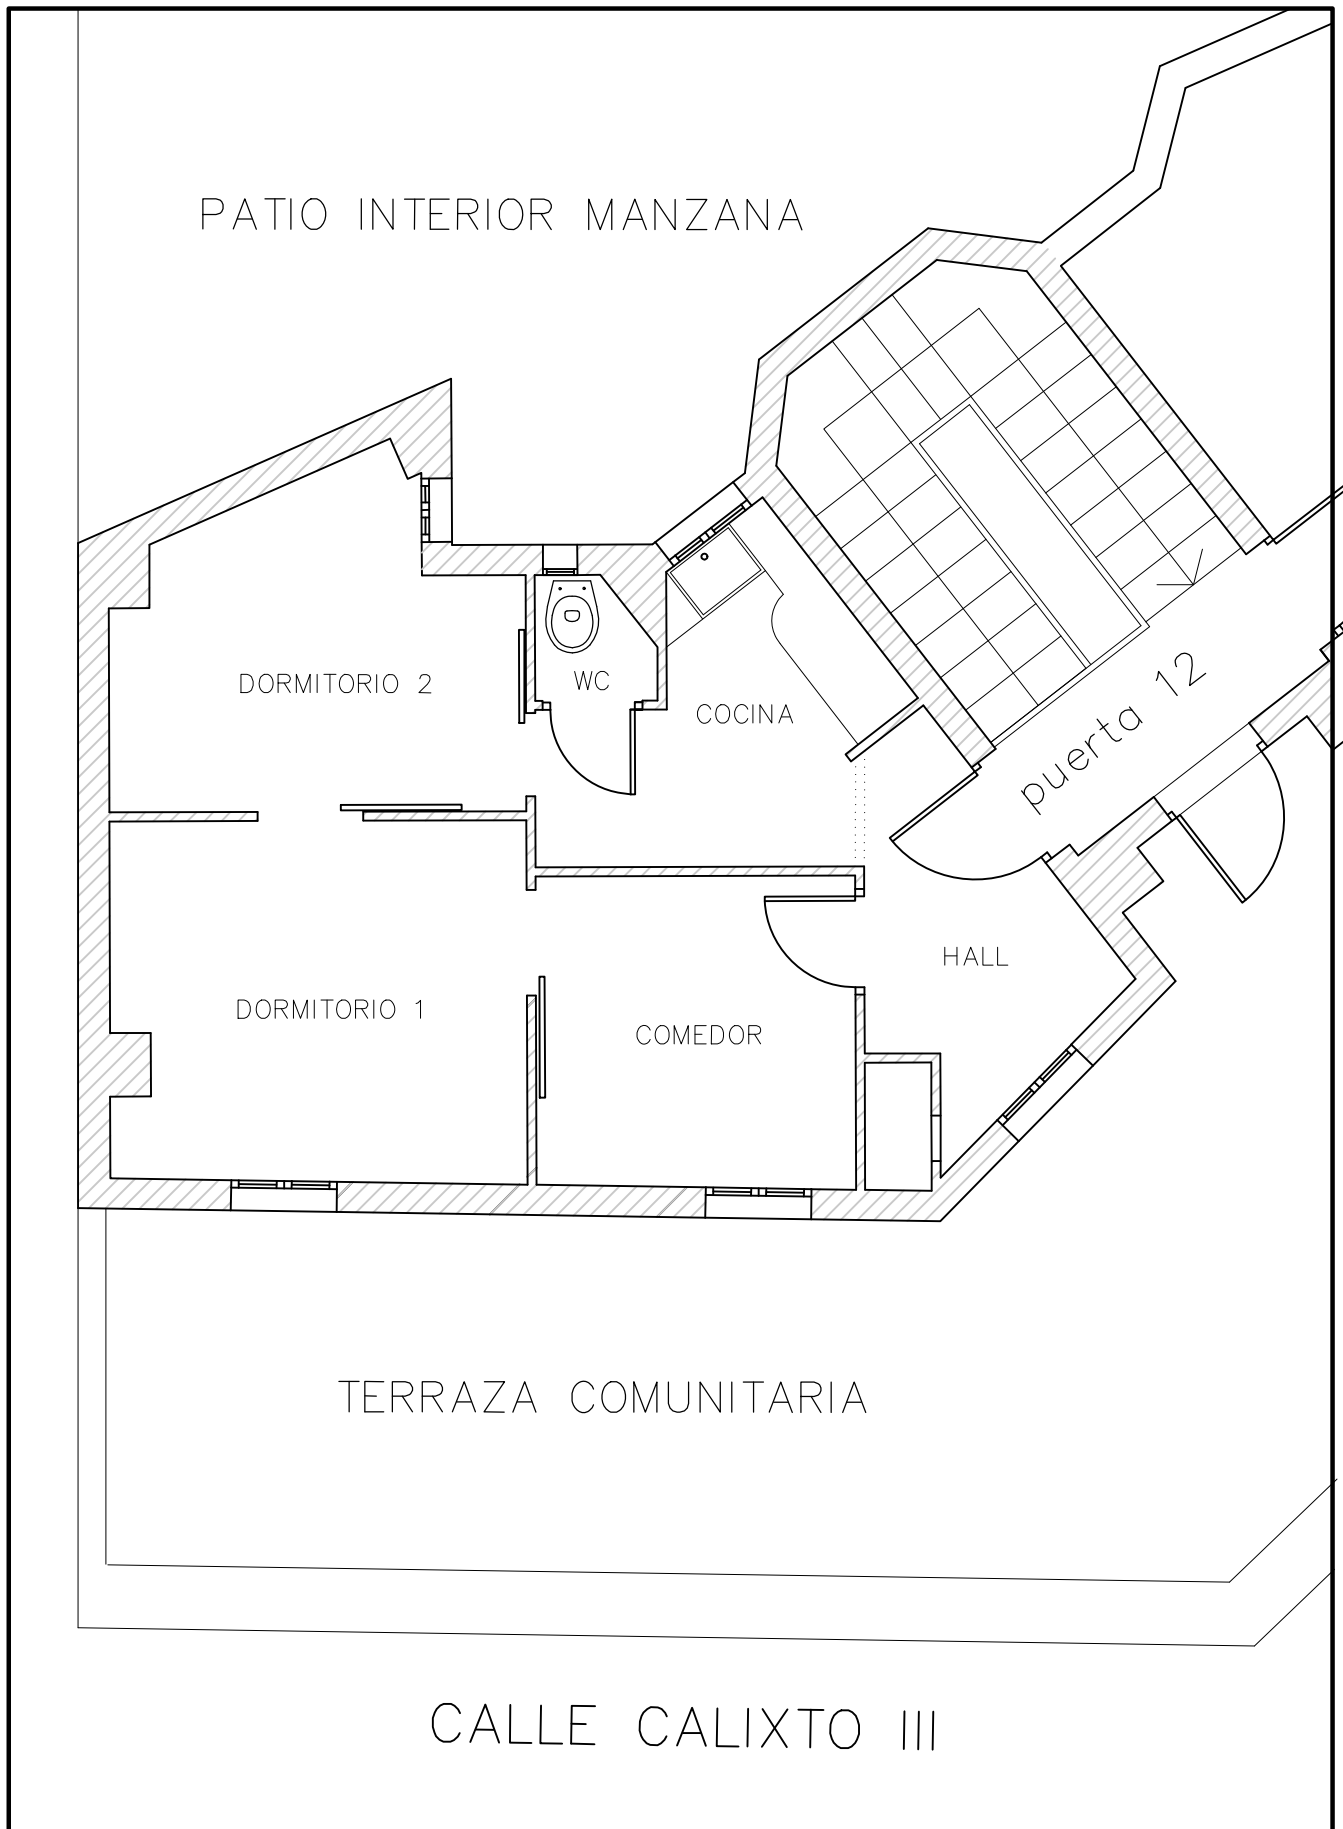 PATIO INTERIOR MANZANA
DORMITORIO 2
WC
COCINA
puerta 12
HALL
DORMITORIO 1
COMEDOR
TERRAZA COMUNITARIA
CALLE CALIXTO III